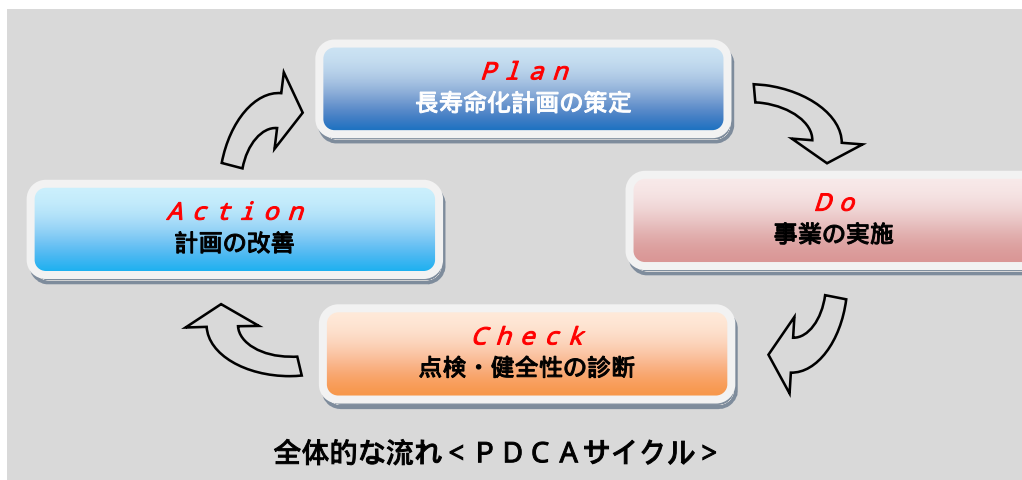 Ｐｌａｎ
長寿命化計画の策定
Ｄｏ
事業の実施
Ｃｈｅｃｋ
点検・健全性の診断
Ａｃｔｉｏｎ
計画の改善
全体的な流れ＜ＰＤＣＡサイクル＞